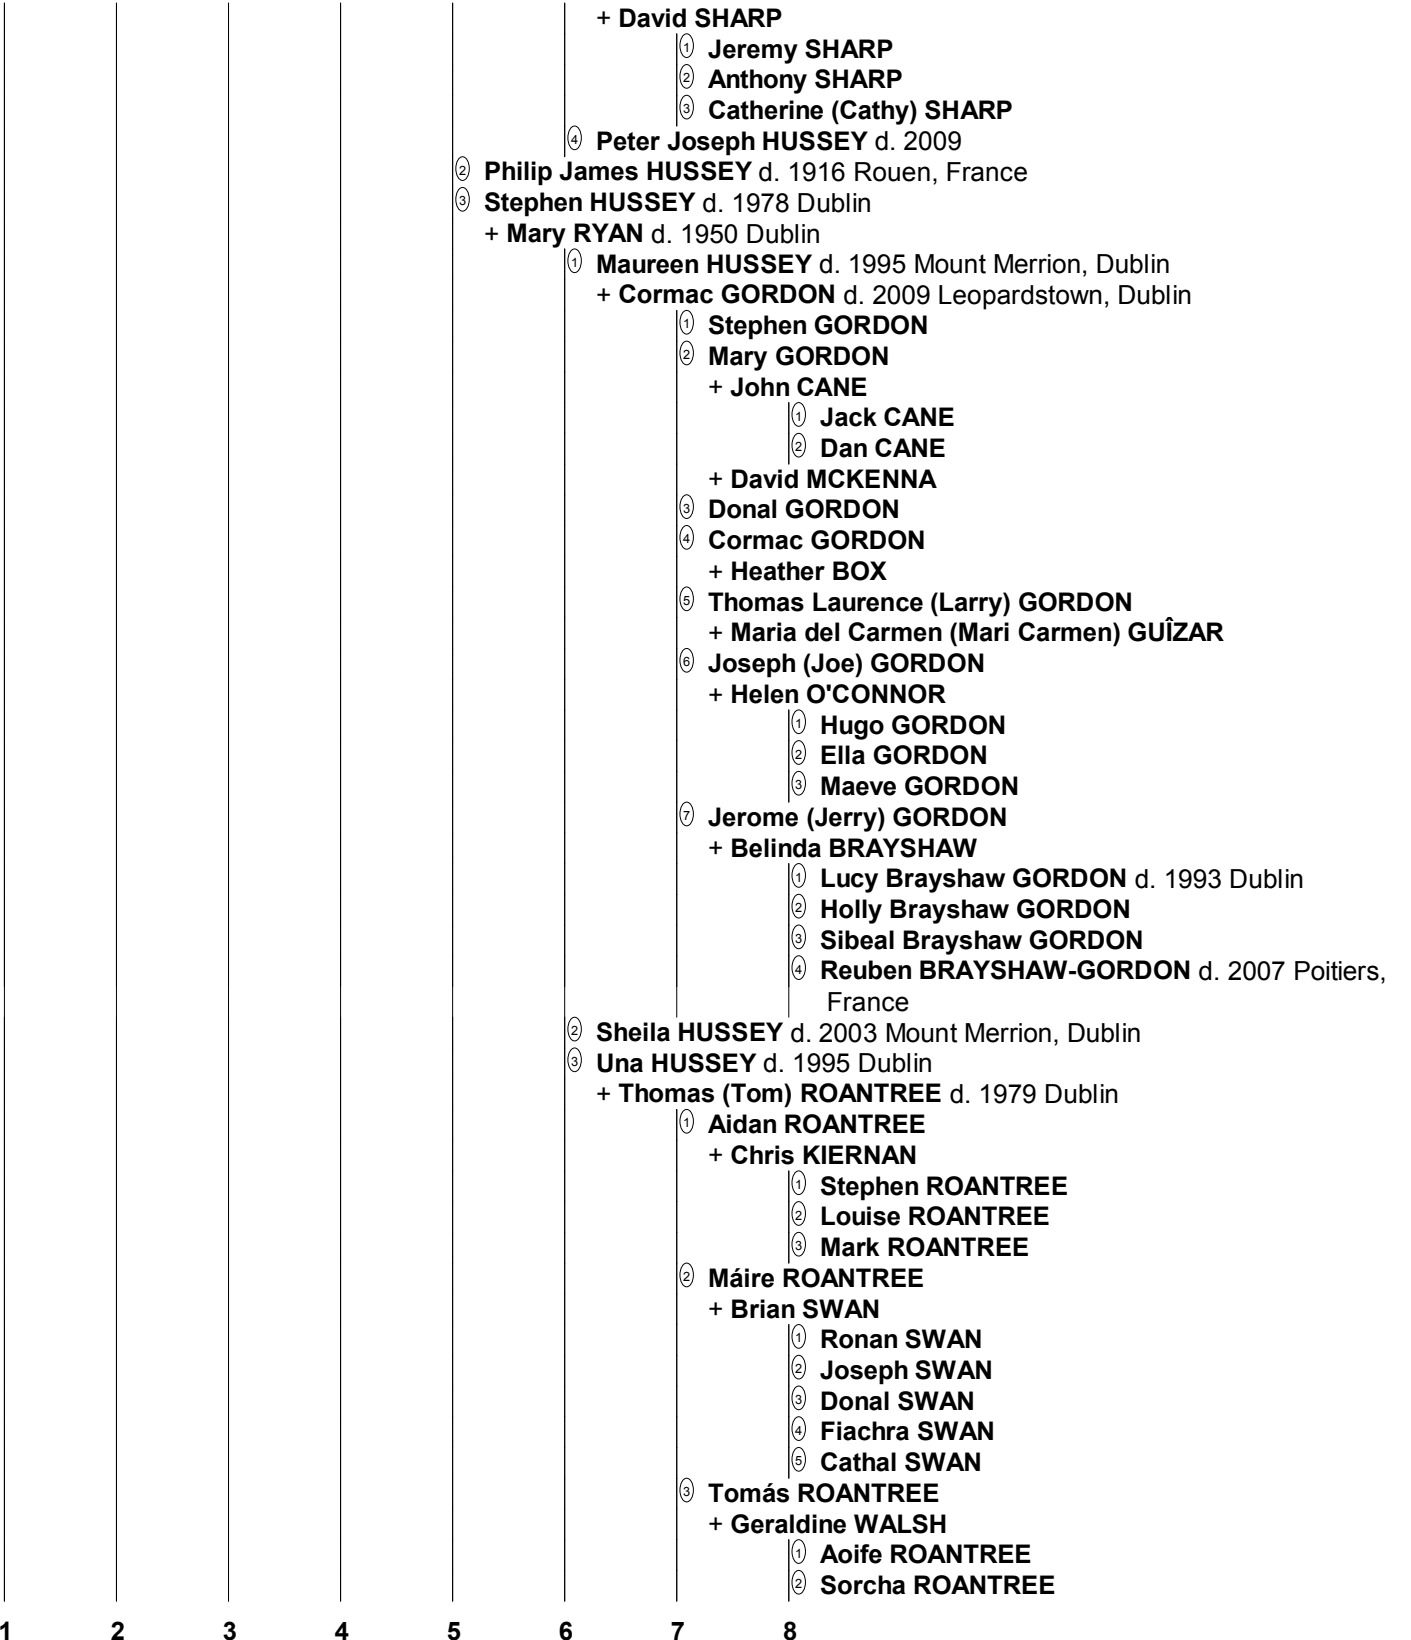 + David SHARP
1 Jeremy SHARP
2 Anthony SHARP
3 Catherine (Cathy) SHARP
4 Peter Joseph HUSSEY d. 2009
2 Philip James HUSSEY d. 1916 Rouen, France
3 Stephen HUSSEY d. 1978 Dublin
+ Mary RYAN d. 1950 Dublin
1 Maureen HUSSEY d. 1995 Mount Merrion, Dublin
+ Cormac GORDON d. 2009 Leopardstown, Dublin
1 Stephen GORDON
2 Mary GORDON
+ John CANE
1 Jack CANE
2 Dan CANE
+ David MCKENNA
3 Donal GORDON
4 Cormac GORDON
+ Heather BOX
5 Thomas Laurence (Larry) GORDON
+ Maria del Carmen (Mari Carmen) GUÎZAR
6 Joseph (Joe) GORDON
+ Helen O'CONNOR
1 Hugo GORDON
2 Ella GORDON
3 Maeve GORDON
7 Jerome (Jerry) GORDON
+ Belinda BRAYSHAW
1 Lucy Brayshaw GORDON d. 1993 Dublin
2 Holly Brayshaw GORDON
3 Sibeal Brayshaw GORDON
4 Reuben BRAYSHAW-GORDON d. 2007 Poitiers,
France
2 Sheila HUSSEY d. 2003 Mount Merrion, Dublin
3 Una HUSSEY d. 1995 Dublin
+ Thomas (Tom) ROANTREE d. 1979 Dublin
1 Aidan ROANTREE
+ Chris KIERNAN
1 Stephen ROANTREE
2 Louise ROANTREE
3 Mark ROANTREE
2 Máire ROANTREE
+ Brian SWAN
1 Ronan SWAN
2 Joseph SWAN
3 Donal SWAN
4 Fiachra SWAN
5 Cathal SWAN
3 Tomás ROANTREE
+ Geraldine WALSH
1 Aoife ROANTREE
2 Sorcha ROANTREE
1 2 3 4 5 6 7 8